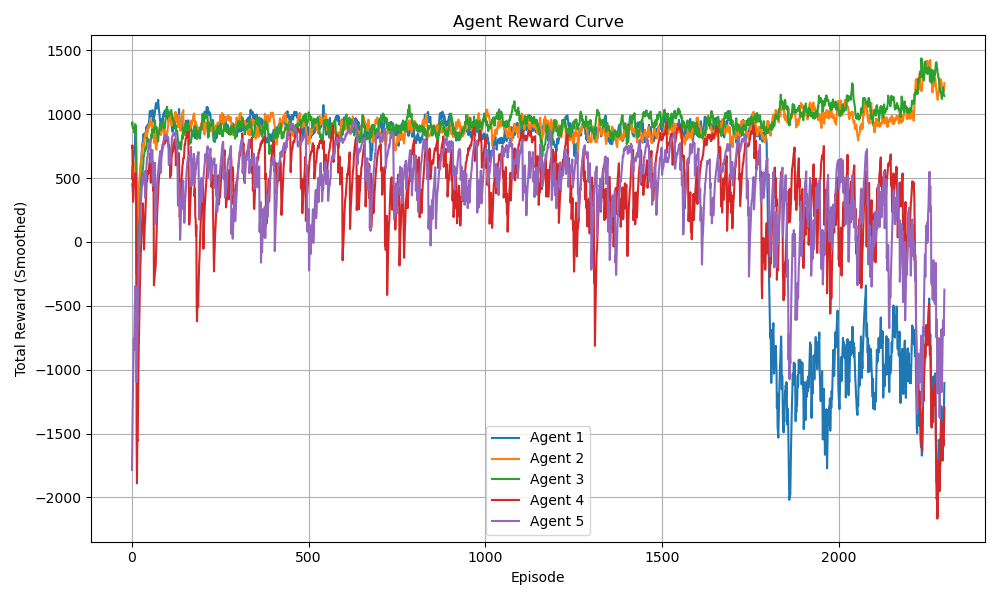 Agent Reward Curve
1500
1000
500
0
−500
−1000
−1500
−2000
Total Reward (Smoothed)
Agent 1
Agent 2
Agent 3
Agent 4
Agent 5
0
500
1000
1500
2000
Episode